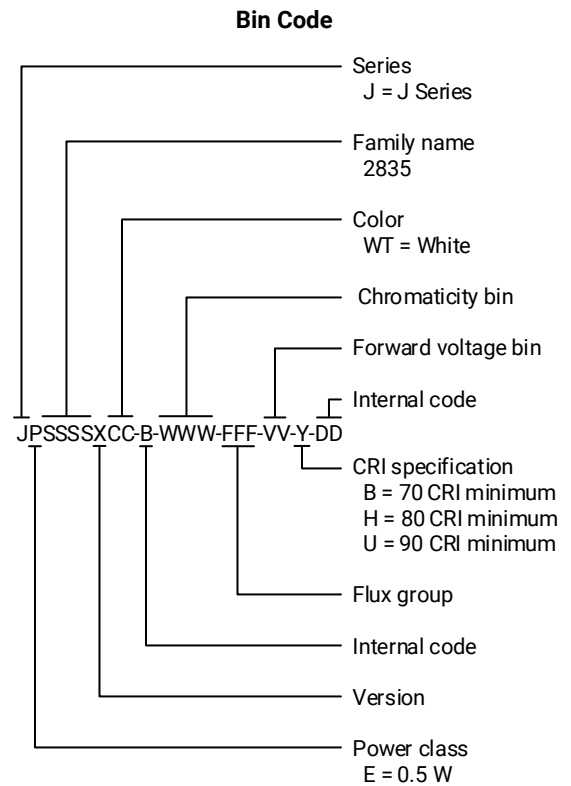 Bin Code
Series
J = J Series
Family name
2835
Color
WT = White
Chromaticity bin
Forward voltage bin
Internal code
JPSSSSXCC-B-WWW-FFF-VV-Y-DD
CRI specification
B = 70 CRI minimum
H = 80 CRI minimum
U = 90 CRI minimum
Flux group
Internal code
Version
Power class
E = 0.5 W